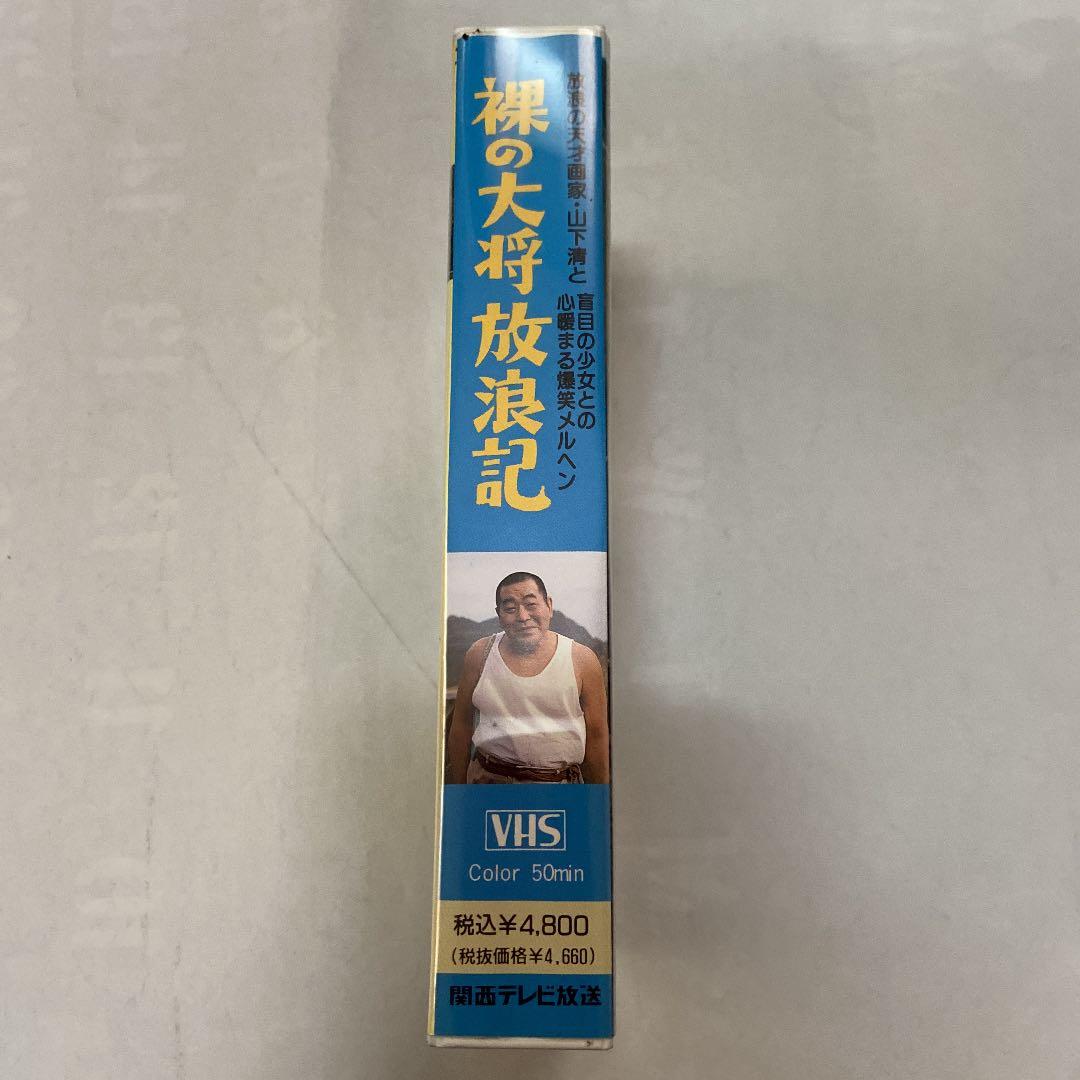 裸の大将放浪記
放浪の天才画家・山下清と
盲目の少女との
心暖まる爆笑メルヘン
VHS
Color 50min
税込¥4,800
(税抜価格¥4,660)
関西テレビ放送